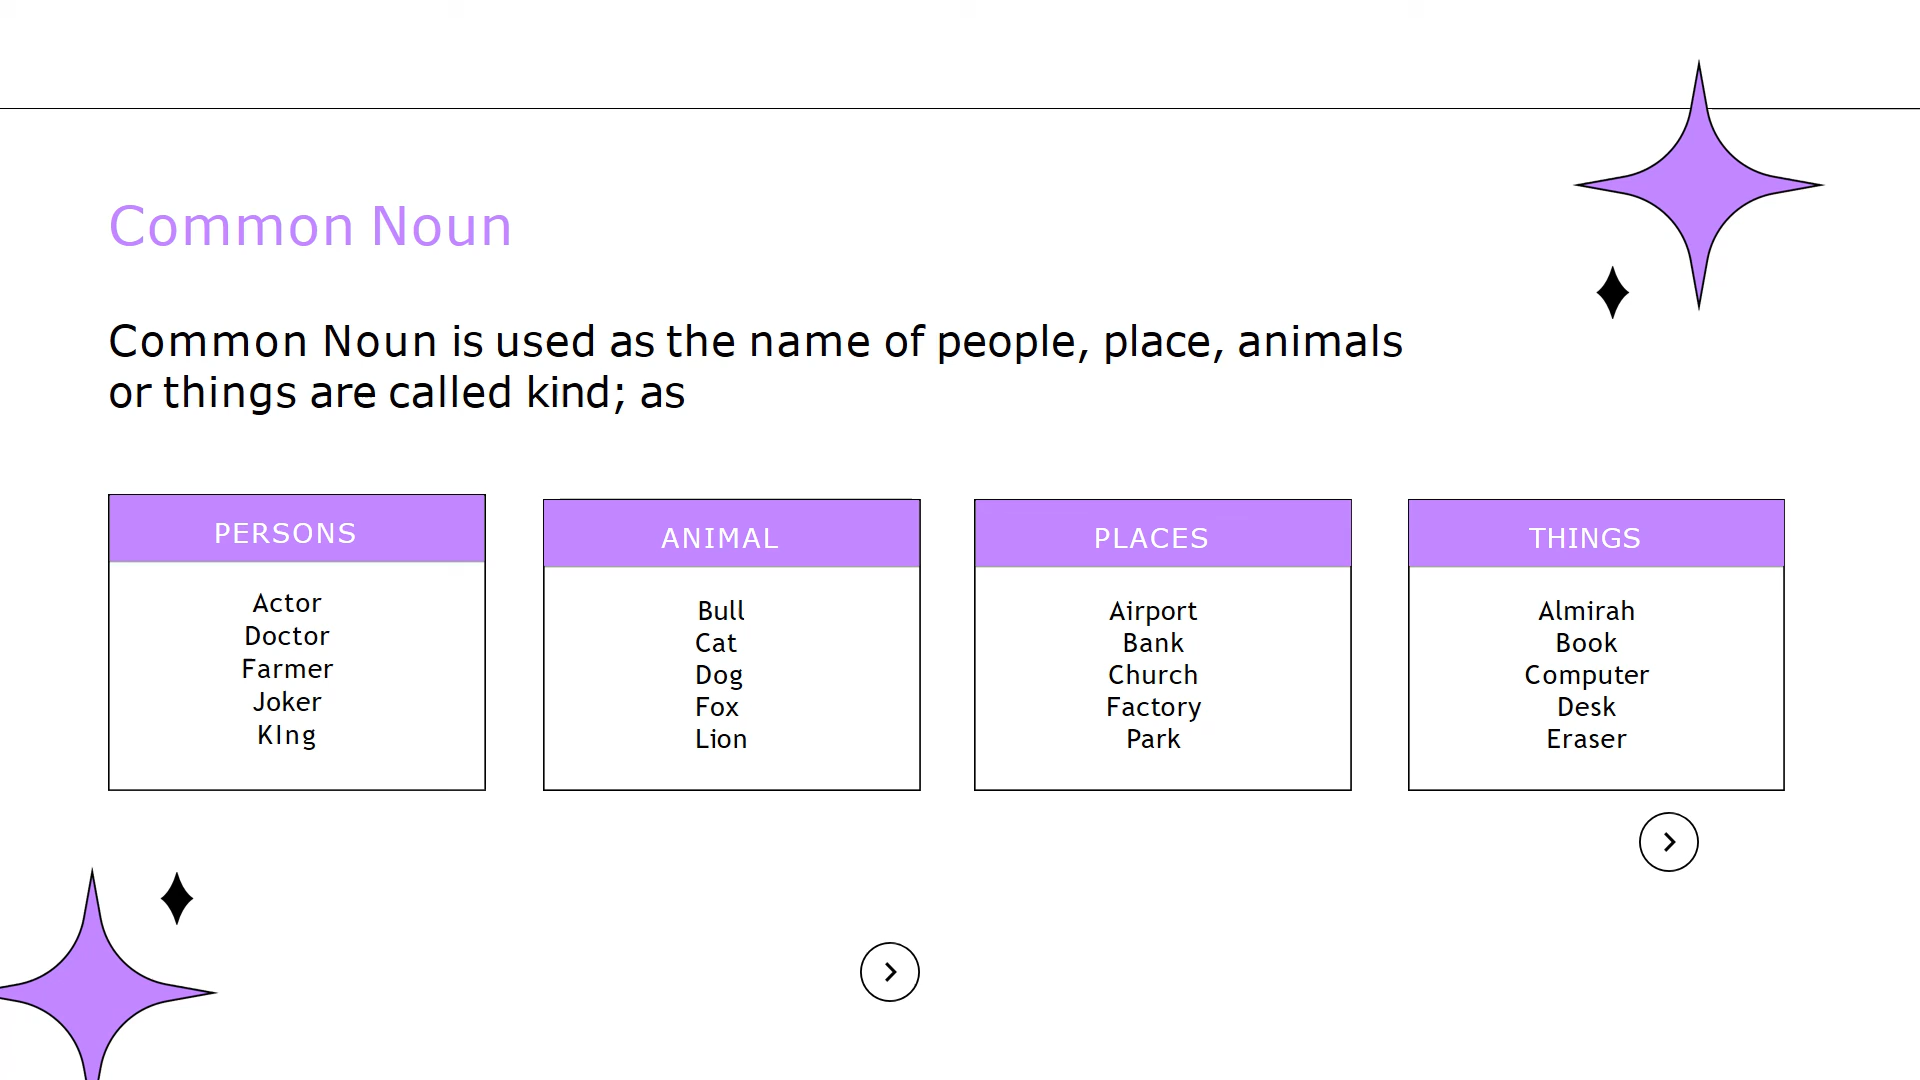 Common Noun
Common Noun is used as the name of people, place, animals
or things are called kind; as
PERSONS
Actor
Doctor
Farmer
Joker
KIng
ANIMAL
Bull
Cat
Dog
Fox
Lion
PLACES
Airport
Bank
Church
Factory
Park
THINGS
Almirah
Book
Computer
Desk
Eraser